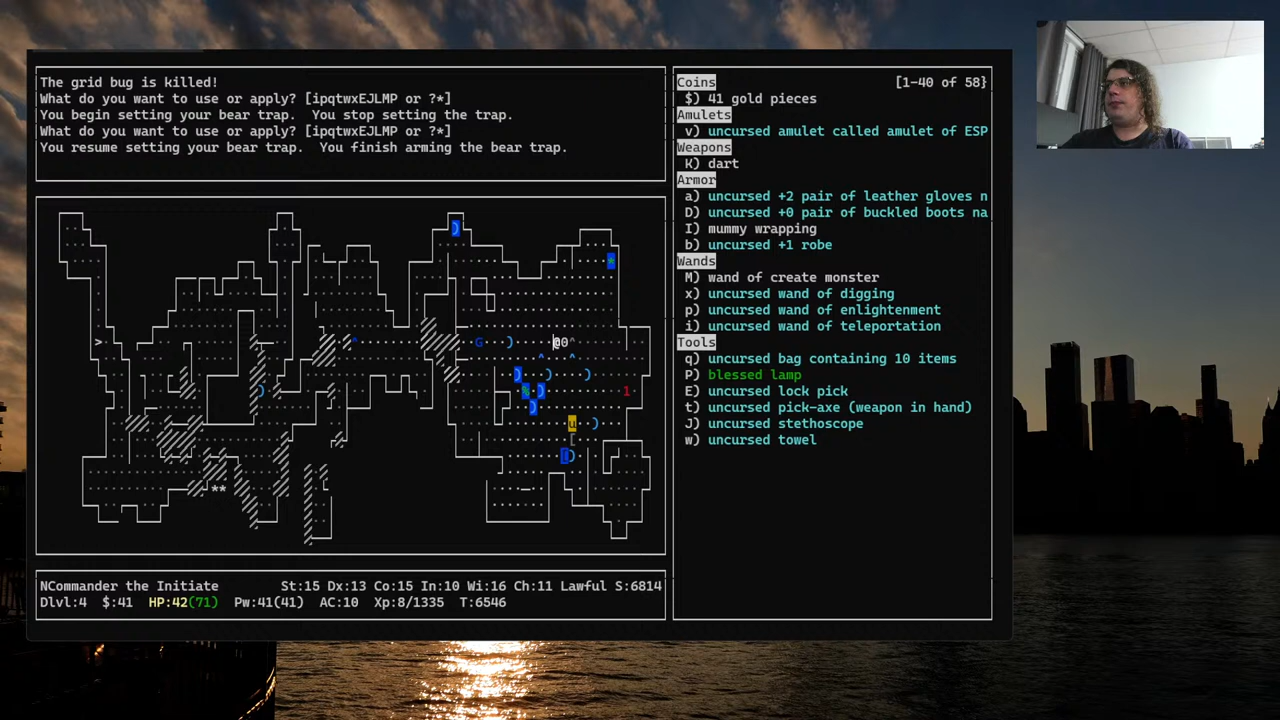 The grid bug is killed!
What do you want to use or apply? [ipqtwxEJLMP or ?*]
You begin setting your bear trap.  You stop setting the trap.
What do you want to use or apply? [ipqtwxEJLMP or ?*]
You resume setting your bear trap.  You finish arming the bear trap.
NCommander the Initiate St:15 Dx:13 Co:15 In:10 Wi:16 Ch:11 Lawful S:6814
Dlvl:4 $:41 HP:42(71) Pw:41(41) AC:10 Xp:8/1335 T:6546
Coins [1-40 of 58}
$) 41 gold pieces
Amulets
v) uncursed amulet called amulet of ESP
Weapons
K) dart
Armor
a) uncursed +2 pair of leather gloves n
D) uncursed +0 pair of buckled boots na
I) mummy wrapping
b) uncursed +1 robe
Wands
M) wand of create monster
x) uncursed wand of digging
p) uncursed wand of enlightenment
i) uncursed wand of teleportation
Tools
q) uncursed bag containing 10 items
P) blessed lamp
E) uncursed lock pick
t) uncursed pick-axe (weapon in hand)
J) uncursed stethoscope
w) uncursed towel